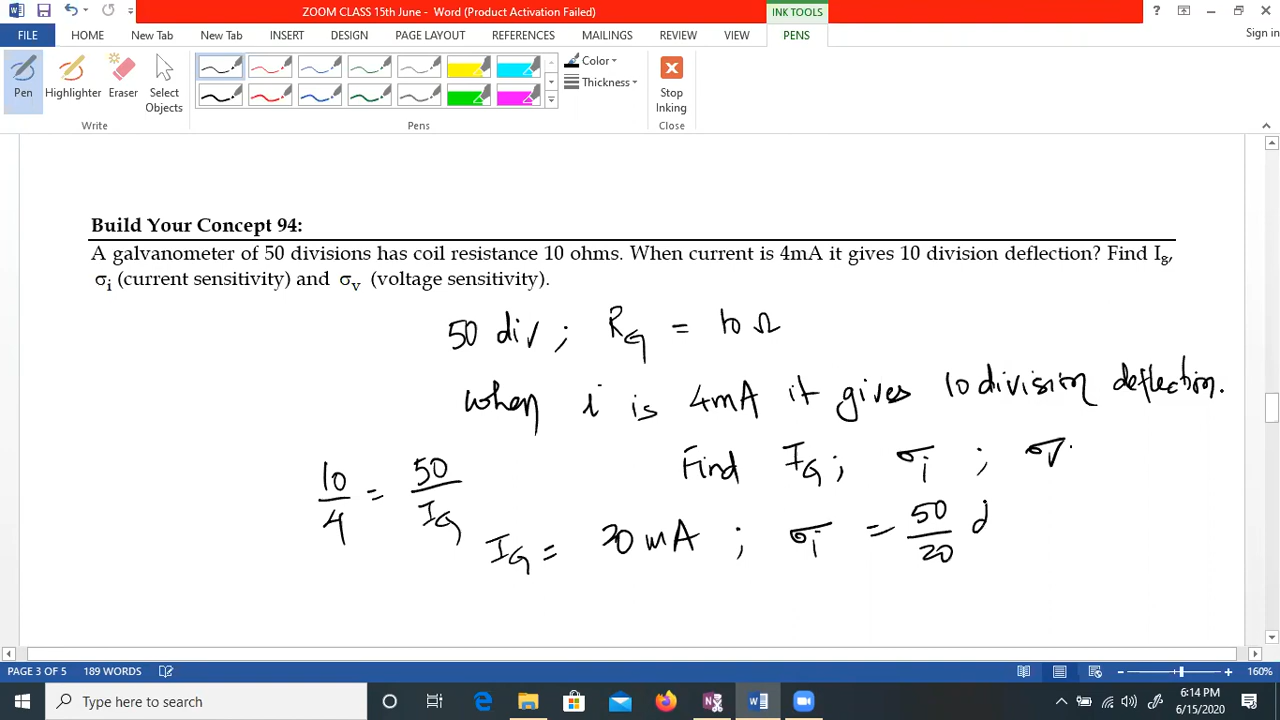 ZOOM CLASS 15th June - Word (Product Activation Failed)
INK TOOLS
?
FILE HOME New Tab New Tab INSERT DESIGN PAGE LAYOUT REFERENCES MAILINGS REVIEW VIEW PENS
Sign in
Pen Highlighter Eraser Select Objects
Color
Thickness
Stop Inking
Write Pens Close
Build Your Concept 94:
A galvanometer of 50 divisions has coil resistance 10 ohms. When current is 4mA it gives 10 division deflection? Find Ig,
σi (current sensitivity) and σv (voltage sensitivity).
50 div ; RG = 10 Ω
when i is 4mA it gives 10 division deflection.
Find IG ; σi ; σv
10/4 = 50/IG
IG = 20 mA ; σi = 50/20 d
PAGE 3 OF 5 189 WORDS 160%
Type here to search
6:14 PM
6/15/2020